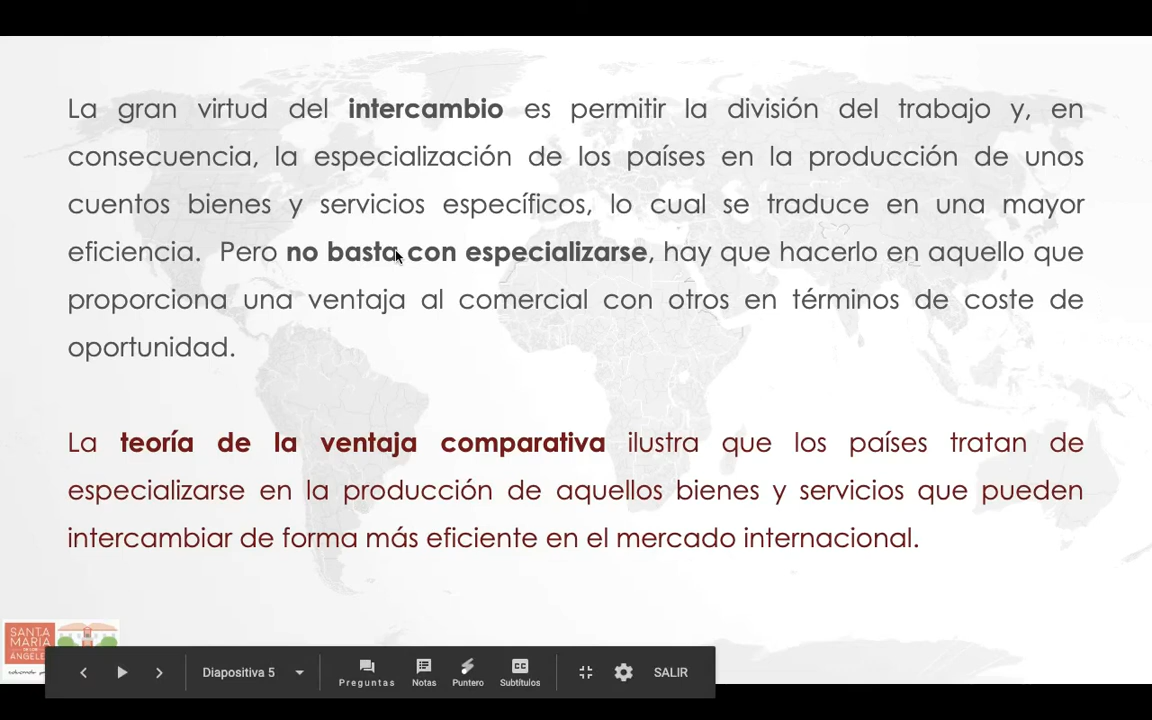 La gran virtud del intercambio es permitir la división del trabajo y, en
consecuencia, la especialización de los países en la producción de unos
cuentos bienes y servicios específicos, lo cual se traduce en una mayor
eficiencia. Pero no basta con especializarse, hay que hacerlo en aquello que
proporciona una ventaja al comercial con otros en términos de coste de
oportunidad.
La teoría de la ventaja comparativa ilustra que los países tratan de
especializarse en la producción de aquellos bienes y servicios que pueden
intercambiar de forma más eficiente en el mercado internacional.
SANTA
MARIA
Diapositiva 5
Preguntas
Notas
Puntero
Subtítulos
SALIR